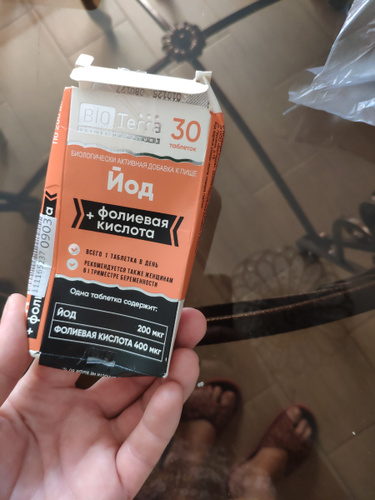 BIO Terra
30
таблеток
БИОЛОГИЧЕСКИ АКТИВНАЯ ДОБАВКА К ПИЩЕ
Йод
+ фолиевая
кислота
ВСЕГО 1 ТАБЛЕТКА В ДЕНЬ
РЕКОМЕНДУЕТСЯ ТАКЖЕ ЖЕНЩИНАМ
В I ТРИМЕСТРЕ БЕРЕМЕННОСТИ
Одна таблетка содержит:
ЙОД 200 мкг
ФОЛИЕВАЯ КИСЛОТА 400 мкг